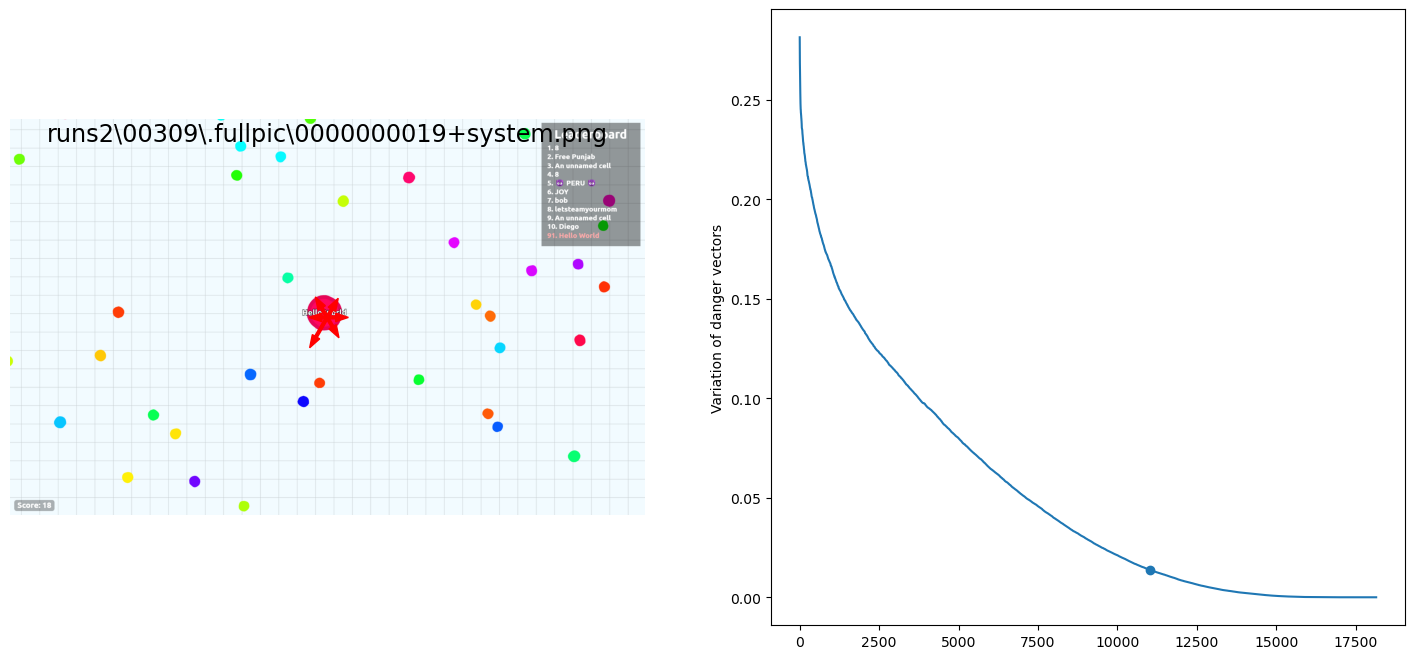 runs2\00309\.fullpic\0000000019+system.png
Leaderboard
1. 8
2. Free Punjab
3. An unnamed cell
4. 8
5. PERU
6. JOY
7. bob
8. letsteamyourmom
9. An unnamed cell
10. Diego
91. Hello World
Hello World
Score: 18
Variation of danger vectors
0.25
0.20
0.15
0.10
0.05
0.00
0 2500 5000 7500 10000 12500 15000 17500